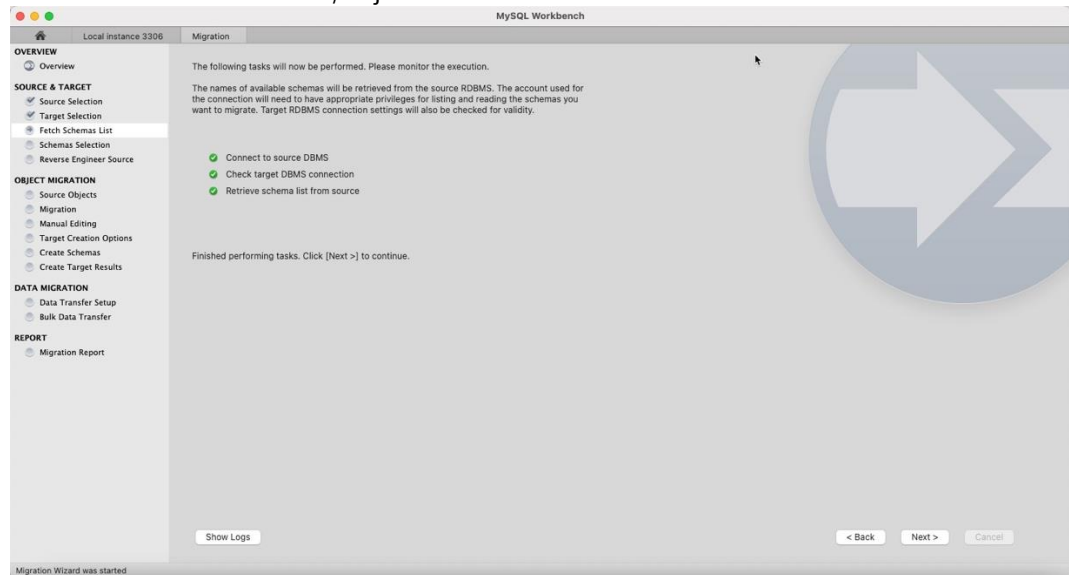 MySQL Workbench
Local instance 3306
Migration
OVERVIEW
Overview
SOURCE & TARGET
Source Selection
Target Selection
Fetch Schemas List
Schemas Selection
Reverse Engineer Source
OBJECT MIGRATION
Source Objects
Migration
Manual Editing
Target Creation Options
Create Schemas
Create Target Results
DATA MIGRATION
Data Transfer Setup
Bulk Data Transfer
REPORT
Migration Report
The following tasks will now be performed. Please monitor the execution.
The names of available schemas will be retrieved from the source RDBMS. The account used for
the connection will need to have appropriate privileges for listing and reading the schemas you
want to migrate. Target RDBMS connection settings will also be checked for validity.
Connect to source DBMS
Check target DBMS connection
Retrieve schema list from source
Finished performing tasks. Click [Next >] to continue.
Show Logs
< Back
Next >
Cancel
Migration Wizard was started